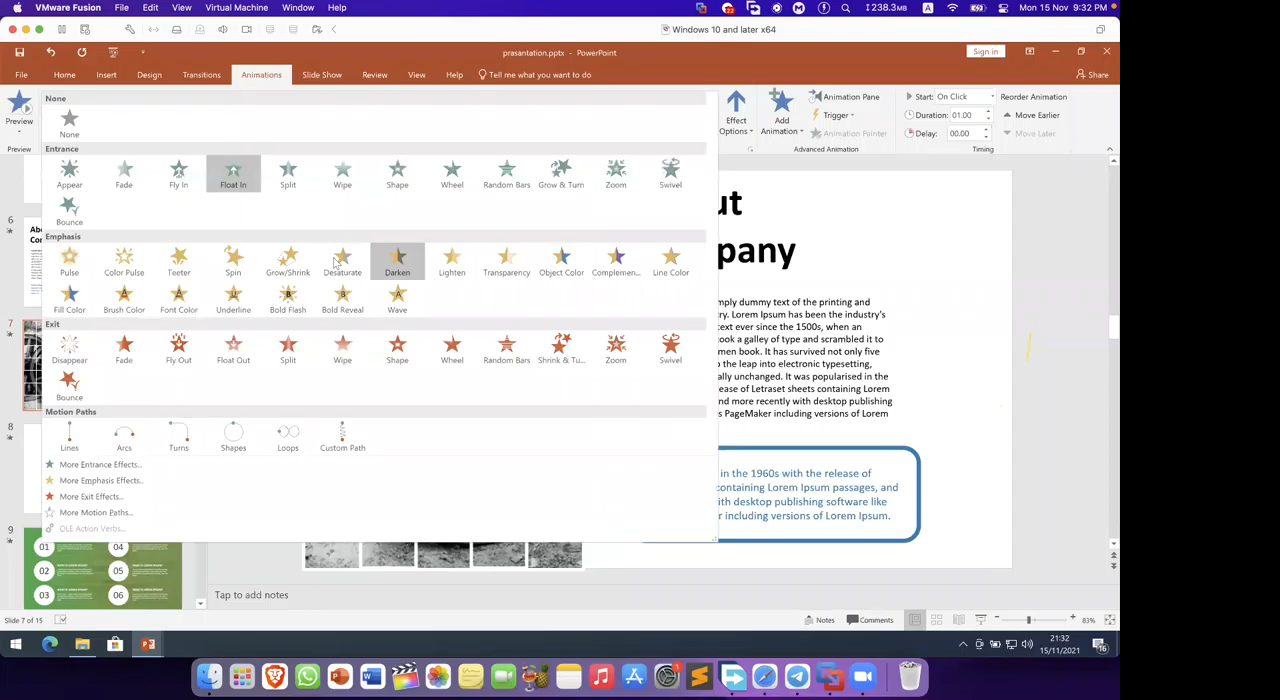 VMware Fusion File Edit View Virtual Machine Window Help
238.3MB A Mon 15 Nov 9:32 PM
Windows 10 and later x64
prasantation.pptx - PowerPoint
Sign in
File Home Insert Design Transitions Animations Slide Show Review View Help Tell me what you want to do
Share
Preview
Preview
None
None
Entrance
Appear Fade Fly In Float In Split Wipe Shape Wheel Random Bars Grow & Turn Zoom Swivel
Bounce
Emphasis
Pulse Color Pulse Teeter Spin Grow/Shrink Desaturate Darken Lighten Transparency Object Color Complemen... Line Color
Fill Color Brush Color Font Color Underline Bold Flash Bold Reveal Wave
Exit
Disappear Fade Fly Out Float Out Split Wipe Shape Wheel Random Bars Shrink & Tu... Zoom Swivel
Bounce
Motion Paths
Lines Arcs Turns Shapes Loops Custom Path
More Entrance Effects...
More Emphasis Effects...
More Exit Effects...
More Motion Paths...
OLE Action Verbs...
Effect
Options
Add
Animation
Animation Pane
Trigger
Animation Painter
Advanced Animation
Start: On Click
Duration: 01.00
Delay: 00.00
Reorder Animation
Move Earlier
Move Later
Timing
6
7
8
9
Abo
Con
01 04
02 05
03 06
ut
pany
mply dummy text of the printing and
ry. Lorem Ipsum has been the industry's
ext ever since the 1500s, when an
ook a galley of type and scrambled it to
men book. It has survived not only five
o the leap into electronic typesetting,
ally unchanged. It was popularised in the
ease of Letraset sheets containing Lorem
nd more recently with desktop publishing
s PageMaker including versions of Lorem
in the 1960s with the release of
containing Lorem Ipsum passages, and
ith desktop publishing software like
r including versions of Lorem Ipsum.
Tap to add notes
Slide 7 of 15
Notes Comments
83%
21:32
15/11/2021
16